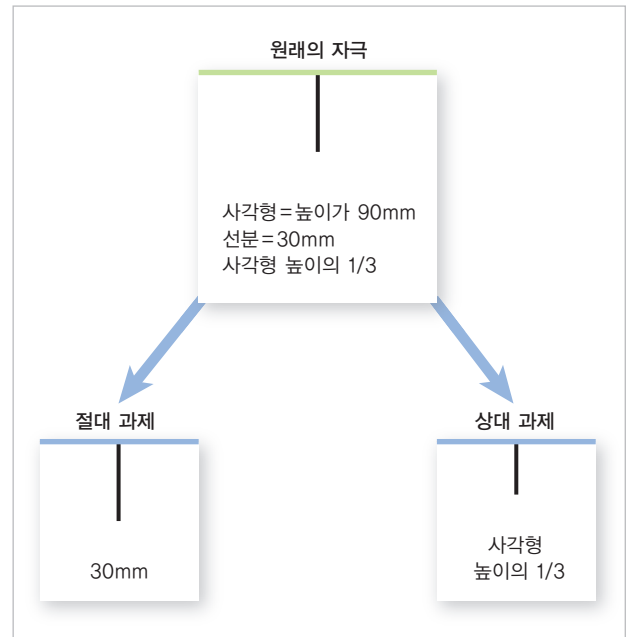 원래의 자극
사각형=높이가 90mm
선분=30mm
사각형 높이의 1/3
절대 과제
30mm
상대 과제
사각형
높이의 1/3